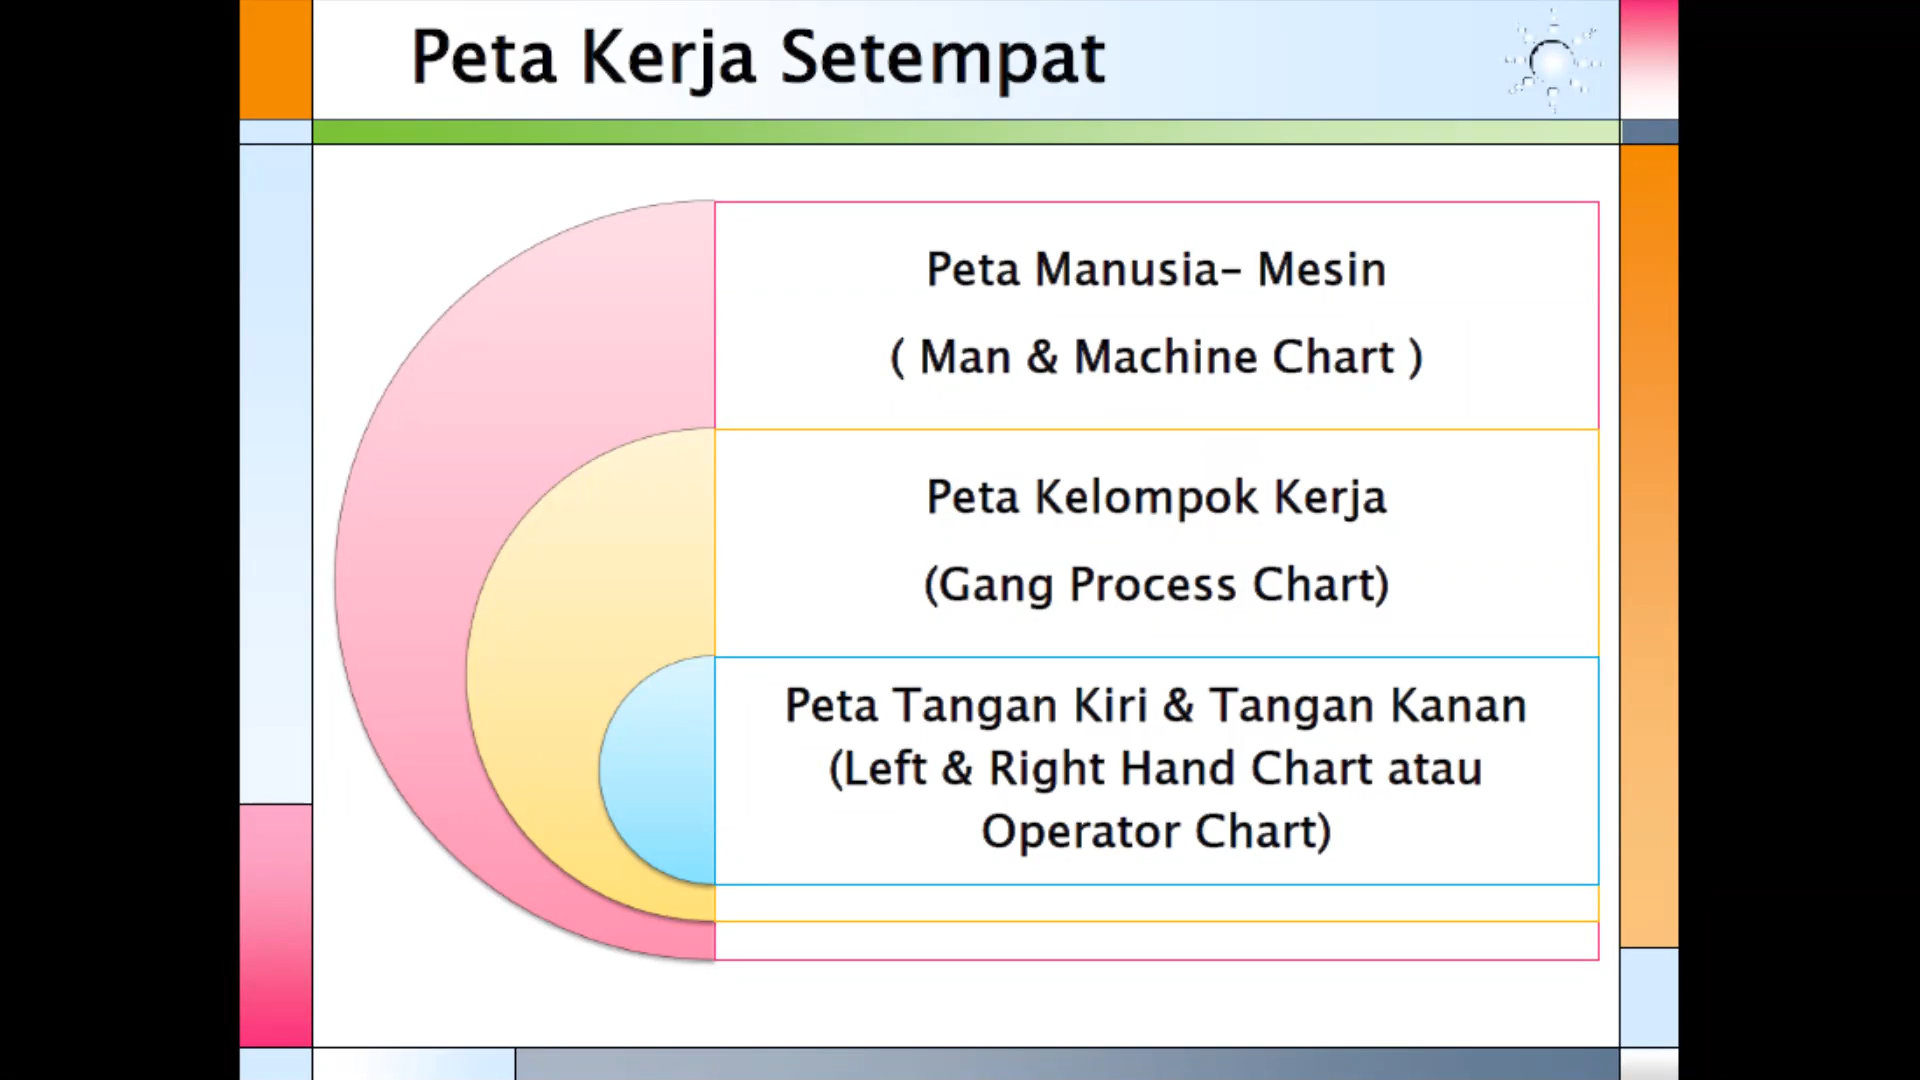 Peta Kerja Setempat
Peta Manusia– Mesin
( Man & Machine Chart )
Peta Kelompok Kerja
(Gang Process Chart)
Peta Tangan Kiri & Tangan Kanan
(Left & Right Hand Chart atau
Operator Chart)